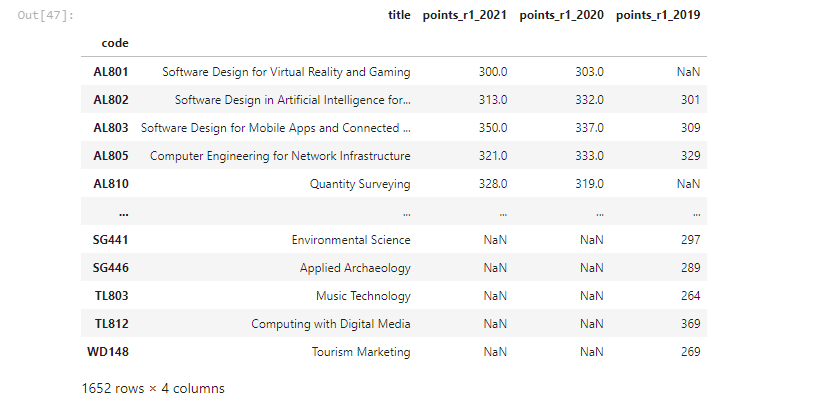 Out[47]:
title points_r1_2021 points_r1_2020 points_r1_2019
code
AL801 Software Design for Virtual Reality and Gaming 300.0 303.0 NaN
AL802 Software Design in Artificial Intelligence for... 313.0 332.0 301
AL803 Software Design for Mobile Apps and Connected ... 350.0 337.0 309
AL805 Computer Engineering for Network Infrastructure 321.0 333.0 329
AL810 Quantity Surveying 328.0 319.0 NaN
... ... ... ... ...
SG441 Environmental Science NaN NaN 297
SG446 Applied Archaeology NaN NaN 289
TL803 Music Technology NaN NaN 264
TL812 Computing with Digital Media NaN NaN 369
WD148 Tourism Marketing NaN NaN 269
1652 rows × 4 columns